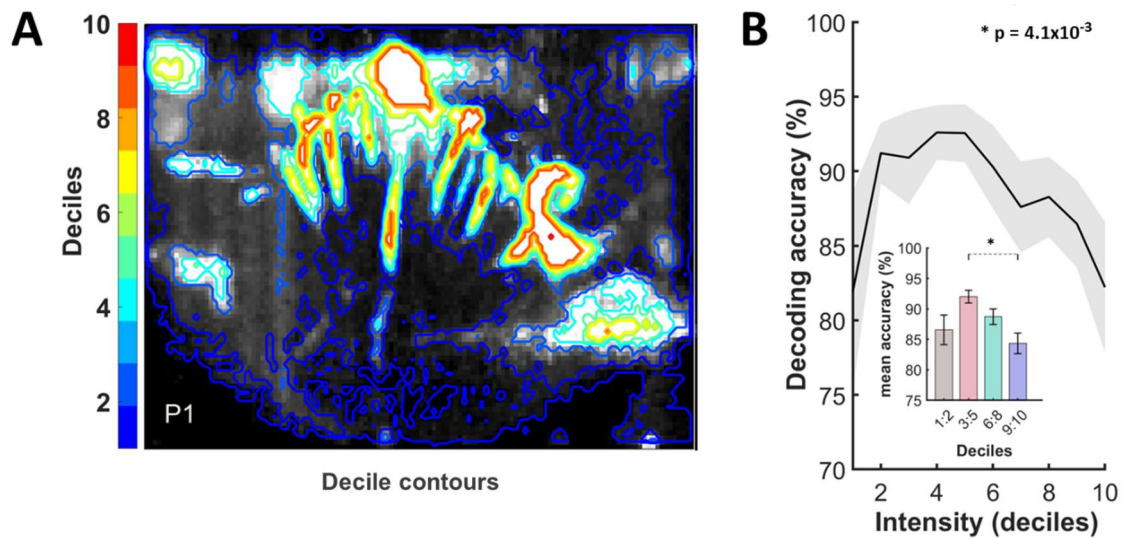 A
10
8
6
4
2
Deciles
P1
Decile contours
B
* p = 4.1x10⁻³
100
95
90
85
80
75
70
Decoding accuracy (%)
2 4 6 8 10
Intensity (deciles)
100
95
90
85
80
75
mean accuracy (%)
*
1:2 3:5 6:8 9:10
Deciles